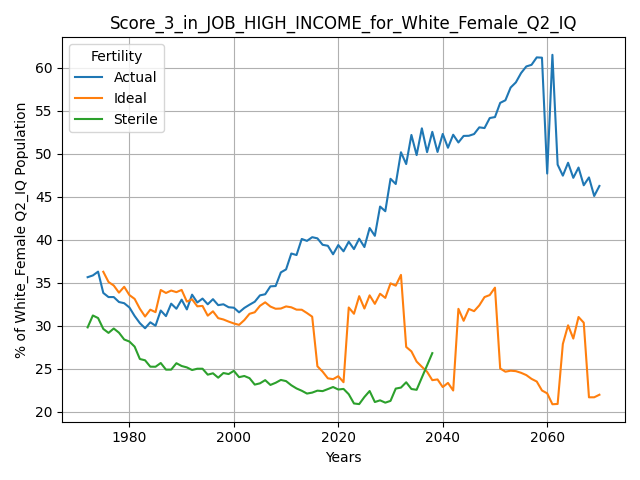 Score_3_in_JOB_HIGH_INCOME_for_White_Female_Q2_IQ
Fertility
Actual
Ideal
Sterile
% of White_Female Q2_IQ Population
60
55
50
45
40
35
30
25
20
1980 2000 2020 2040 2060
Years